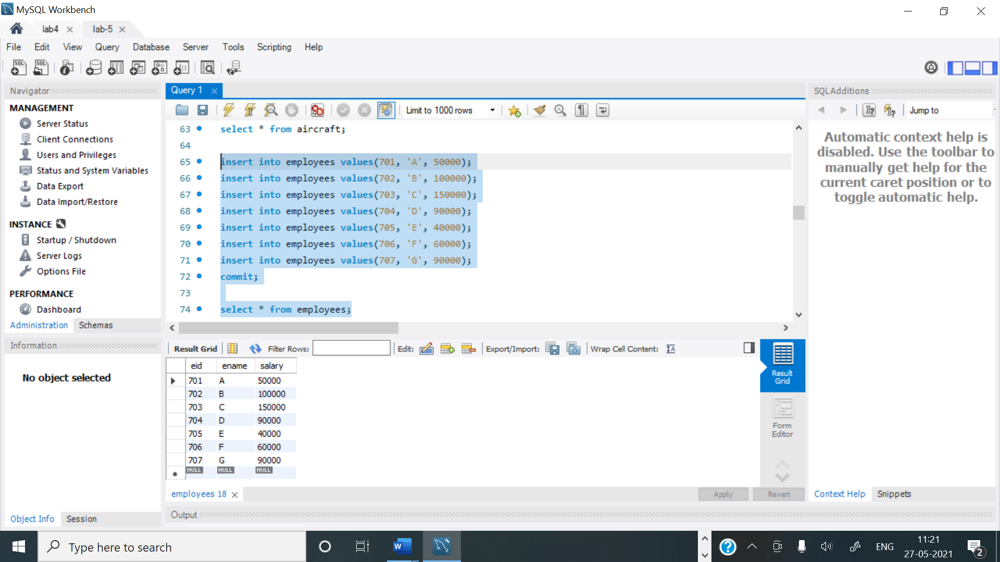 MySQL Workbench
lab4
lab-5
File Edit View Query Database Server Tools Scripting Help
Navigator
MANAGEMENT
Server Status
Client Connections
Users and Privileges
Status and System Variables
Data Export
Data Import/Restore
INSTANCE
Startup / Shutdown
Server Logs
Options File
PERFORMANCE
Dashboard
Administration Schemas
Information
No object selected
Object Info Session
Query 1
Limit to 1000 rows
63 select * from aircraft;
64
65 insert into employees values(701, 'A', 50000);
66 insert into employees values(702, 'B', 100000);
67 insert into employees values(703, 'C', 150000);
68 insert into employees values(704, 'D', 90000);
69 insert into employees values(705, 'E', 40000);
70 insert into employees values(706, 'F', 60000);
71 insert into employees values(707, 'G', 90000);
72 commit;
73
74 select * from employees;
Result Grid Filter Rows: Edit: Export/Import: Wrap Cell Content:
eid ename salary
701 A 50000
702 B 100000
703 C 150000
704 D 90000
705 E 40000
706 F 60000
707 G 90000
NULL NULL NULL
Result
Grid
Form
Editor
employees 18
Apply Revert
Output
SQLAdditions
Jump to
Automatic context help is
disabled. Use the toolbar to
manually get help for the
current caret position or to
toggle automatic help.
Context Help Snippets
Type here to search
ENG
11:21
27-05-2021
2